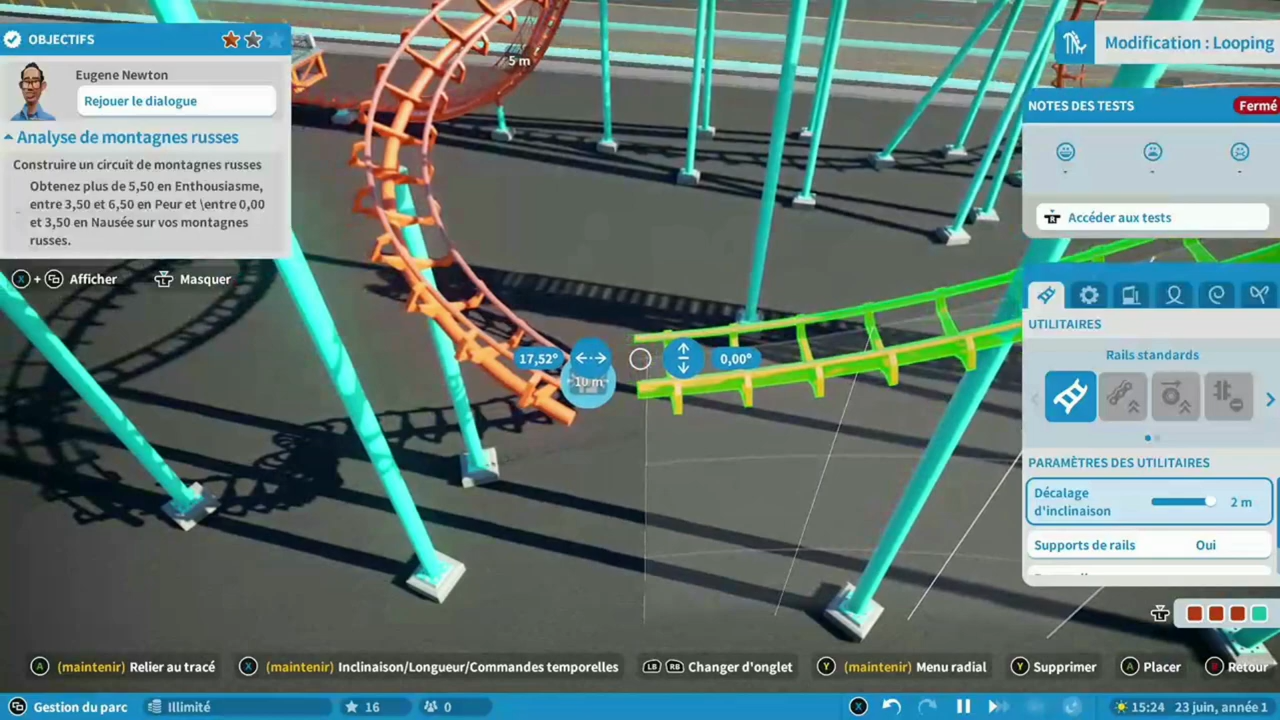 OBJECTIFS
Eugene Newton
Rejouer le dialogue
Analyse de montagnes russes
Construire un circuit de montagnes russes
Obtenez plus de 5,50 en Enthousiasme,
entre 3,50 et 6,50 en Peur et \entre 0,00
et 3,50 en Nausée sur vos montagnes
russes.
X + Afficher
Masquer
5 m
17,52°
10 m
0,00°
Modification : Looping
NOTES DES TESTS
Fermé
- - -
Accéder aux tests
UTILITAIRES
Rails standards
PARAMÈTRES DES UTILITAIRES
Décalage
d'inclinaison
2 m
Supports de rails Oui
A (maintenir) Relier au tracé
X (maintenir) Inclinaison/Longueur/Commandes temporelles
LB RB Changer d'onglet
Y (maintenir) Menu radial
Y Supprimer
A Placer
B Retour
Gestion du parc
Illimité
16
0
X
15:24 23 juin, année 1